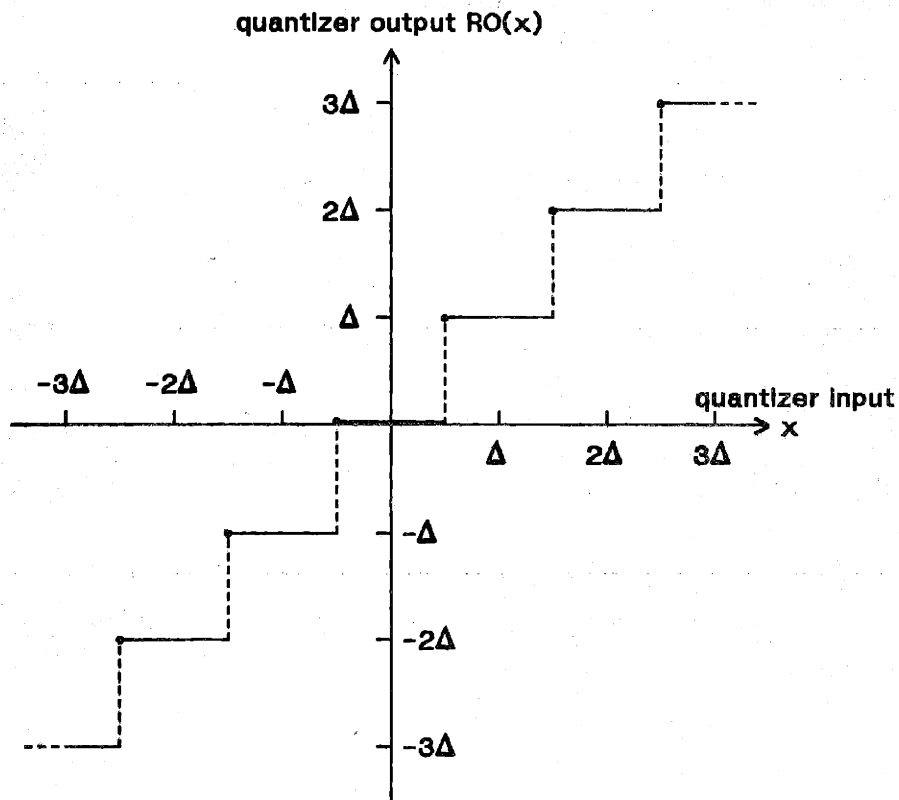 quantizer output RO(x)
3Δ
2Δ
Δ
-3Δ -2Δ -Δ
quantizer input
x
Δ 2Δ 3Δ
-Δ
-2Δ
-3Δ